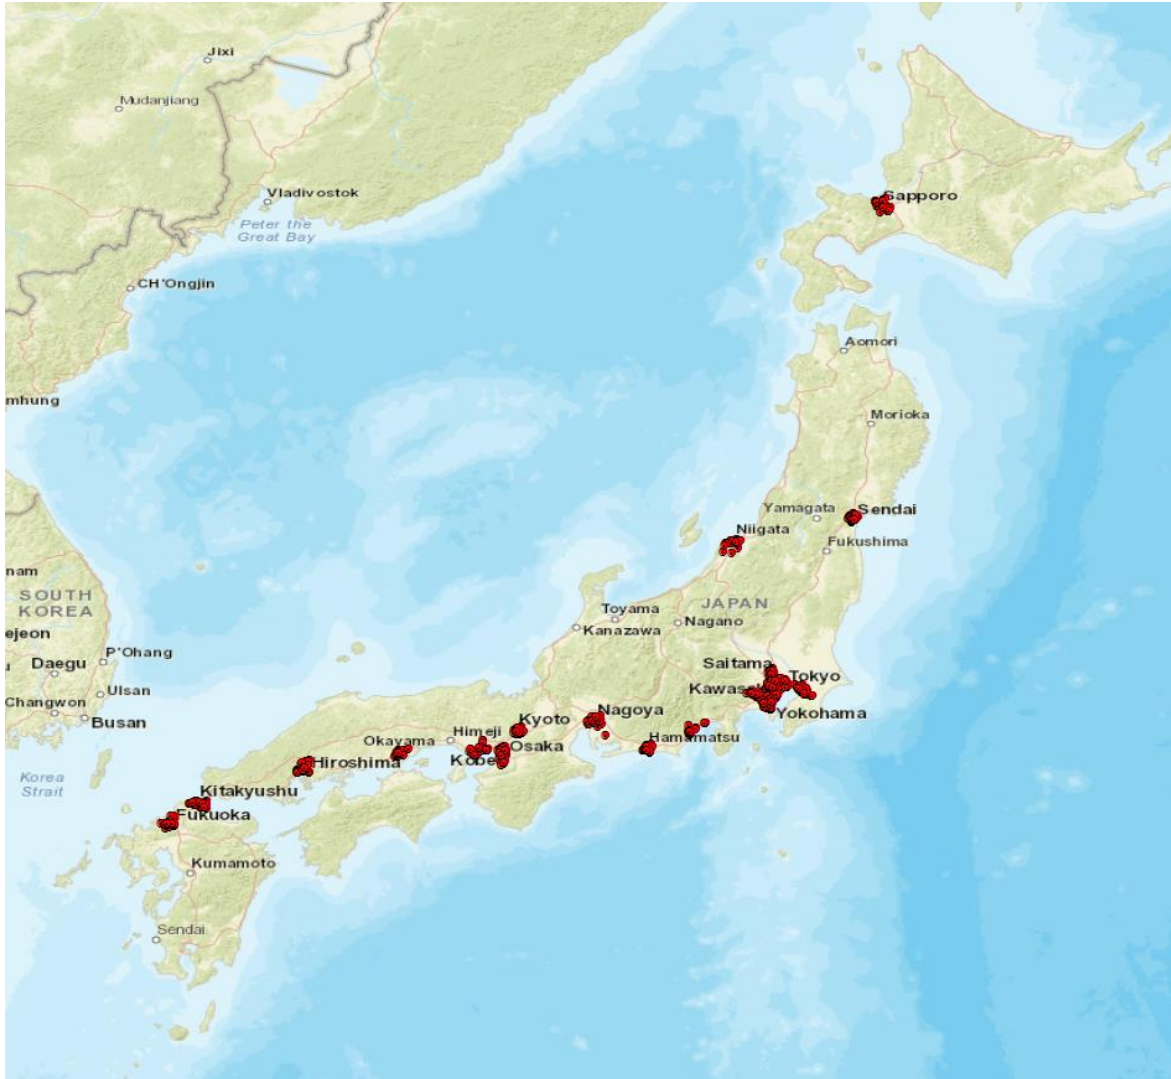 Jixi
Mudanjiang
Vladivostok
Peter the
Great Bay
Sapporo
CH'Ongjin
Aomori
mhung
Morioka
Yamagata
Sendai
Niigata
Fukushima
nam
SOUTH
KOREA
Toyama
JAPAN
Kanazawa
Nagano
ejeon
P'Ohang
Daegu
Saitama
Tokyo
Ulsan
Kawas
Changwon
Busan
Nagoya
Yokohama
Kyoto
Himeji
Hamamatsu
Okayama
Osaka
Kobe
Hiroshima
Korea
Strait
Kitakyushu
Fukuoka
Kumamoto
Sendai